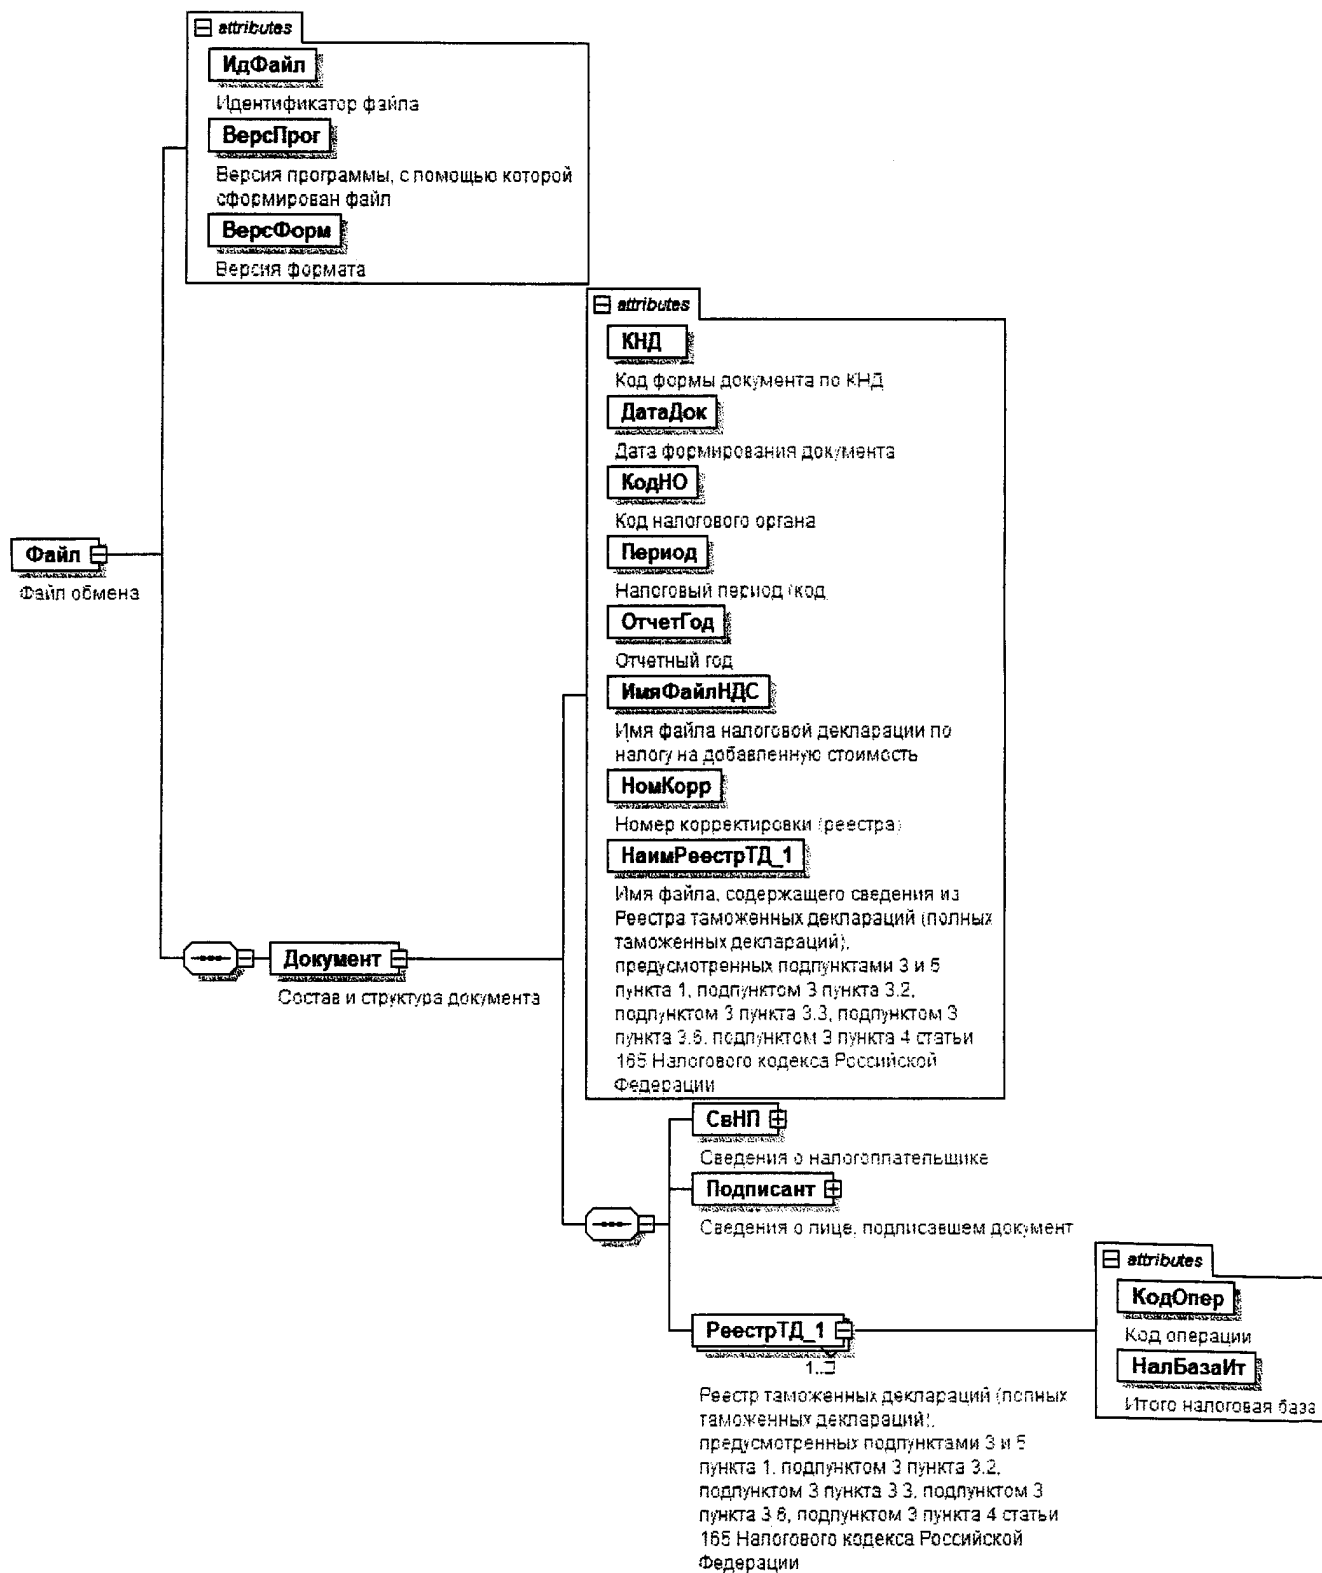 attributes
ИдФайл
Идентификатор файла
ВерсПрог
Версия программы, с помощью которой
сформирован файл
ВерсФорм
Версия формата
attributes
КНД
Код формы документа по КНД
ДатаДок
Дата формирования документа
КодНО
Код налогового органа
Период
Налоговый период (код
ОтчетГод
Отчетный год
ИмяФайлНДС
Имя файла налоговой декларации по
налогу на добавленную стоимость
НомКорр
Номер корректировки (реестра)
НаимРеестрТД_1
Имя файла, содержащего сведения из
Реестра таможенных деклараций (полных
таможенных деклараций),
предусмотренных подпунктами 3 и 5
пункта 1, подпунктом 3 пункта 3.2,
подпунктом 3 пункта 3.3, подпунктом 3
пункта 3.6, подпунктом 3 пункта 4 статьи
165 Налогового кодекса Российской
Федерации
Файл
Файл обмена
Документ
Состав и структура документа
СвНП
Сведения о налогоплательщике
Подписант
Сведения о лице, подписавшем документ
РеестрТД_1
Реестр таможенных деклараций (полных
таможенных деклараций),
предусмотренных подпунктами 3 и 5
пункта 1, подпунктом 3 пункта 3.2,
подпунктом 3 пункта 3.3, подпунктом 3
пункта 3.6, подпунктом 3 пункта 4 статьи
165 Налогового кодекса Российской
Федерации
attributes
КодОпер
Код операции
НалБазаИт
Итого налоговая база